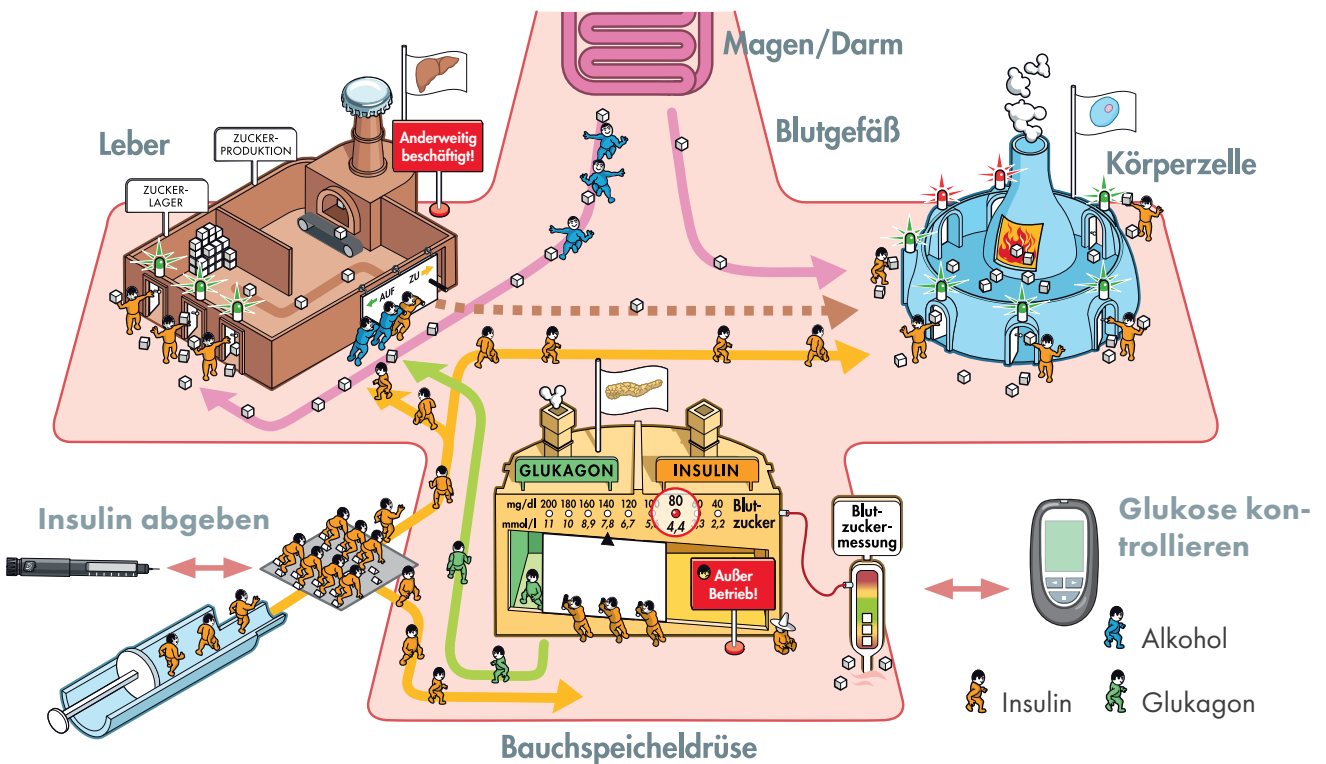 Magen/Darm
Blutgefäß
Leber
ZUCKER-
PRODUKTION
Anderweitig
beschäftigt!
Körperzelle
ZUCKER-
LAGER
ZU
AUF
GLUKAGON
INSULIN
mg/dl 200 180 160 140 120 80 40 Blut-
mmol/l 11 10 8,9 7,8 6,7 4,4 2,2 zucker
Blut-
zucker-
messung
Insulin abgeben
Glukose kon-
trollieren
Außer
Betrieb!
Alkohol
Insulin
Glukagon
Bauchspeicheldrüse